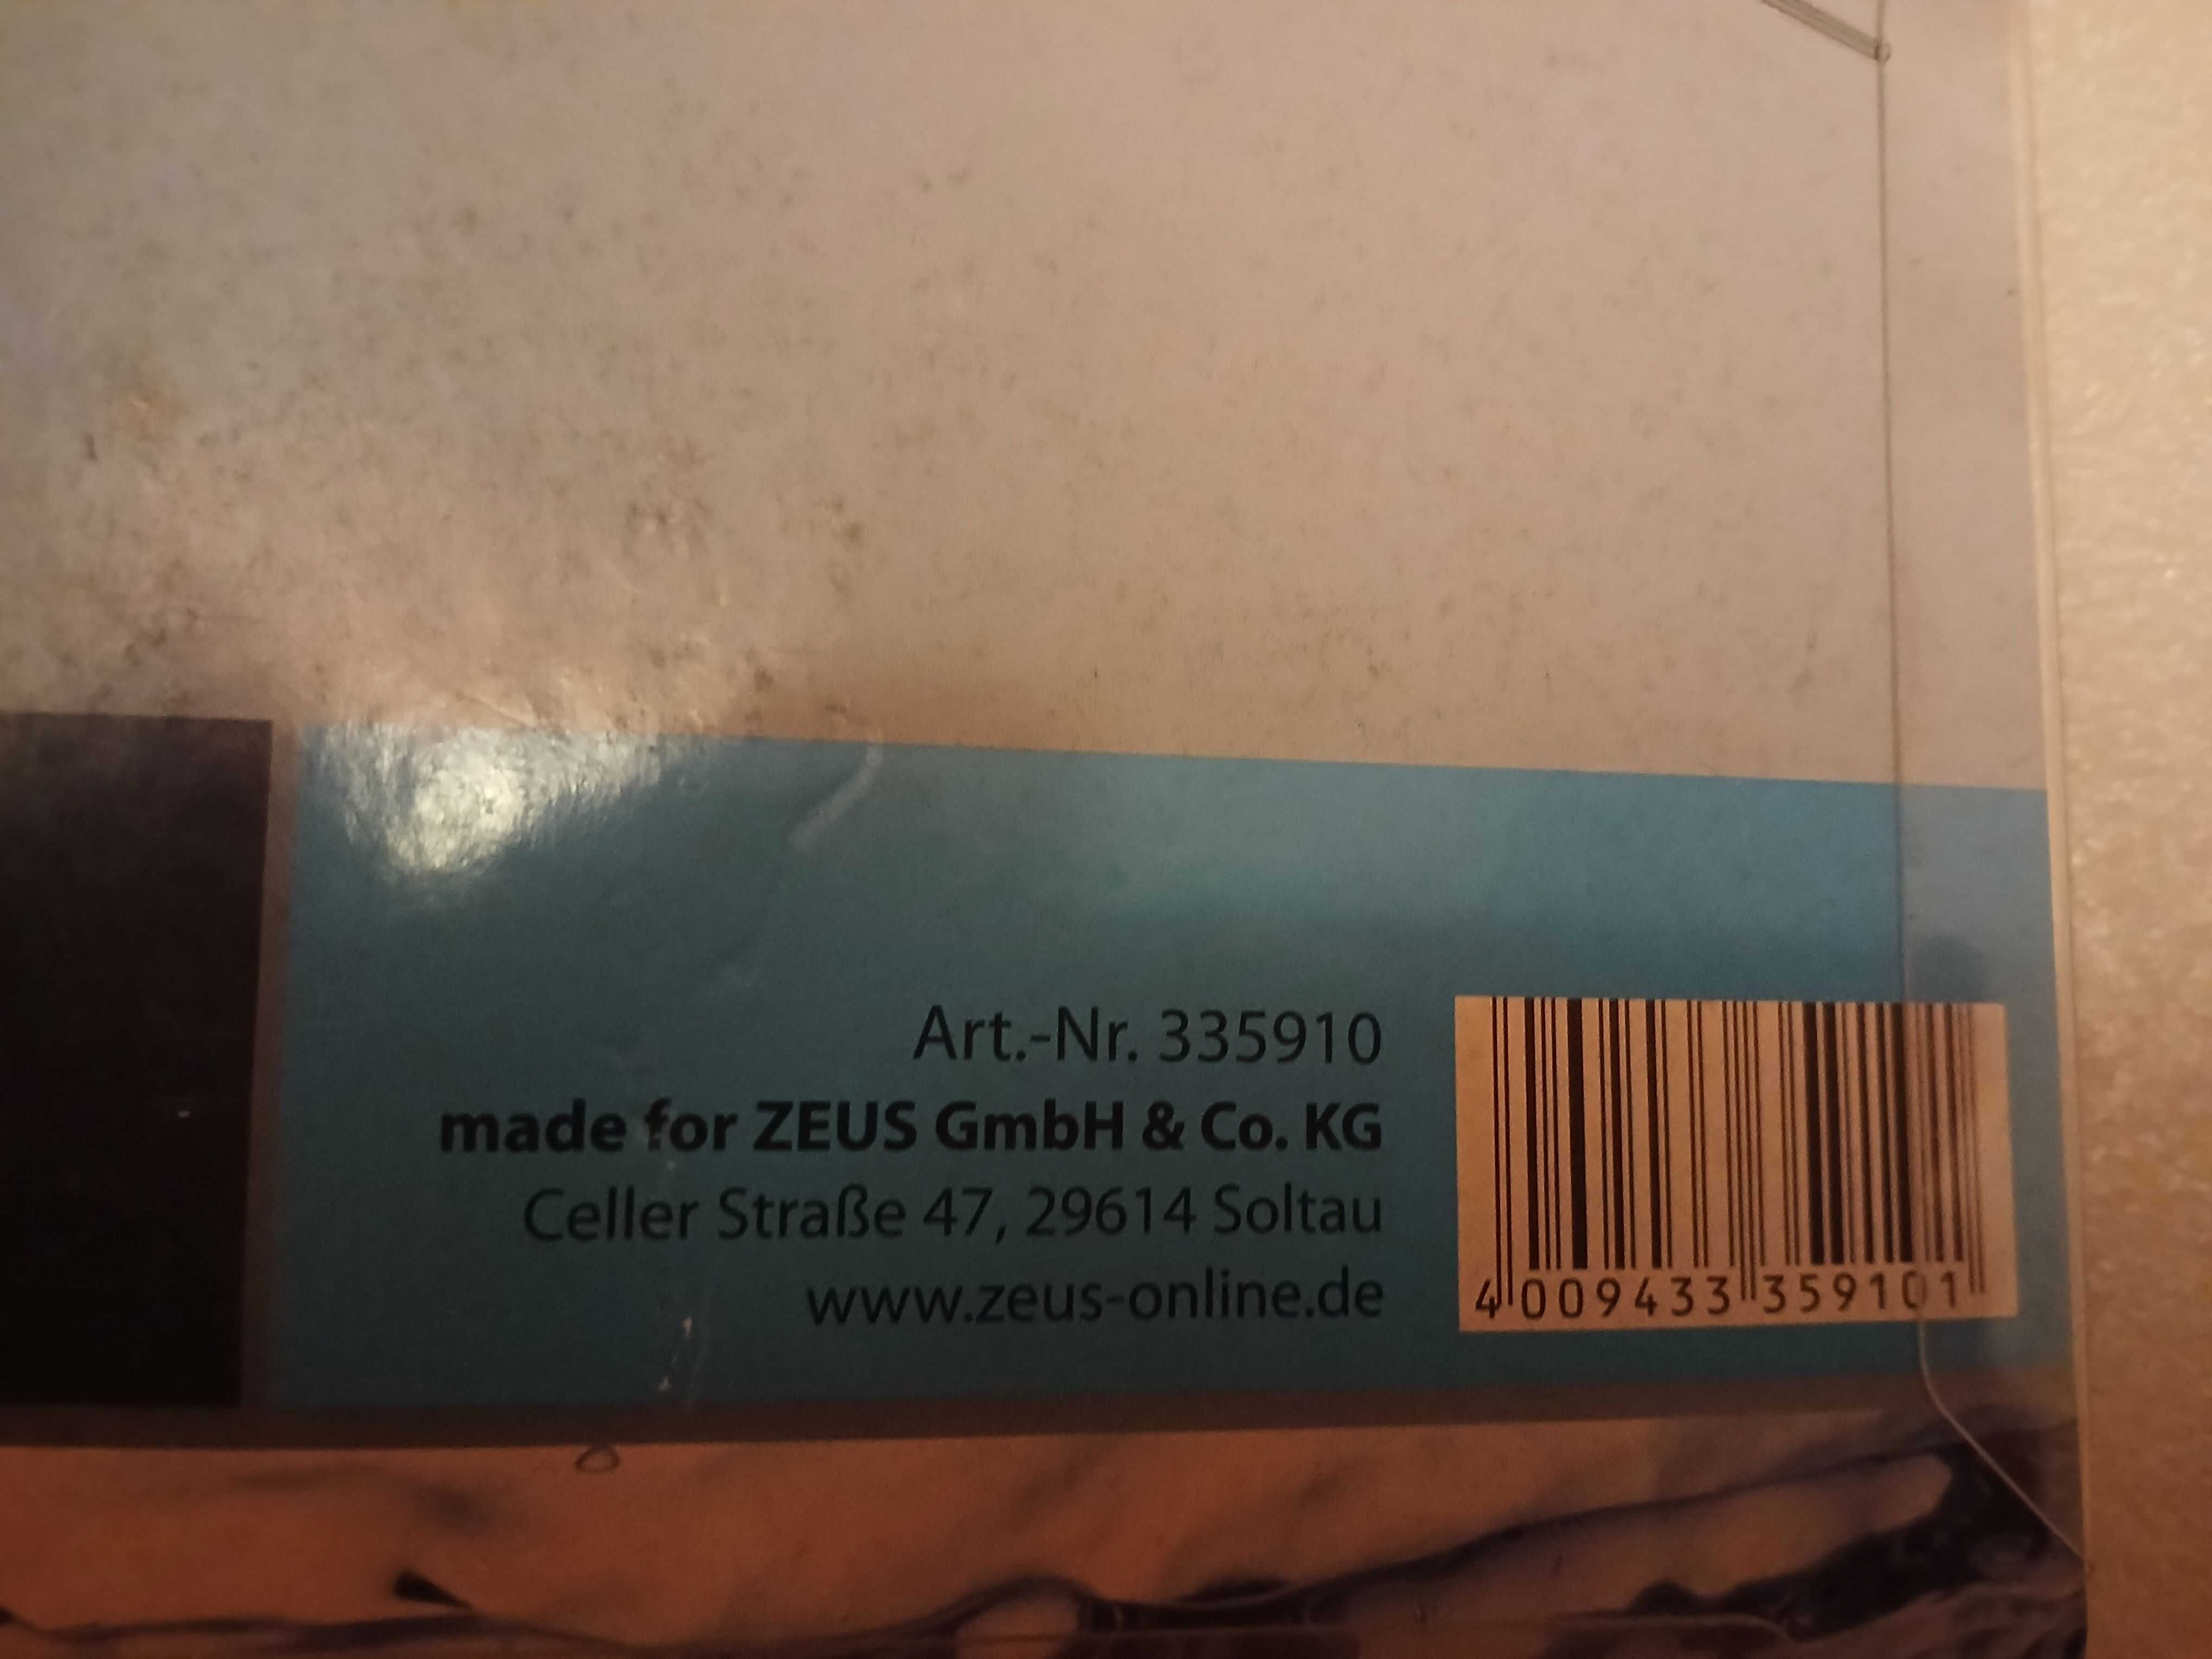 Art.-Nr. 335910
made for ZEUS GmbH & Co. KG
Celler Straße 47, 29614 Soltau
www.zeus-online.de
4 009433 359101